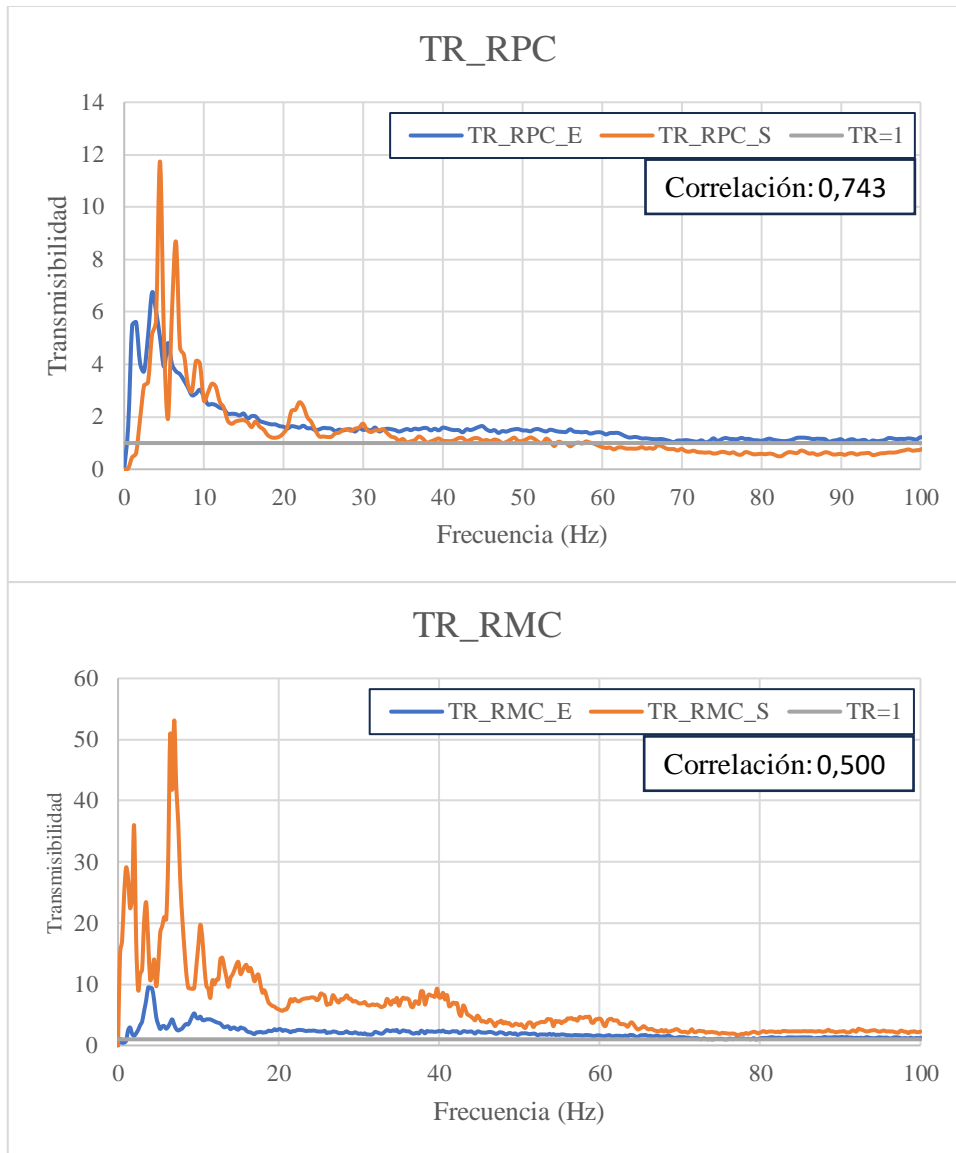 TR_RPC
14
12
10
8
6
4
2
0
Transmisibilidad
TR_RPC_E TR_RPC_S TR=1
Correlación: 0,743
0 10 20 30 40 50 60 70 80 90 100
Frecuencia (Hz)
TR_RMC
60
50
40
30
20
10
0
Transmisibilidad
TR_RMC_E TR_RMC_S TR=1
Correlación: 0,500
0 20 40 60 80 100
Frecuencia (Hz)